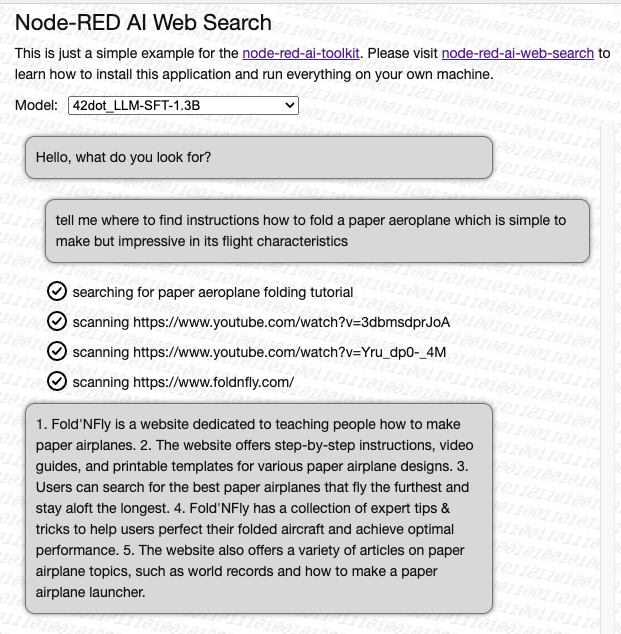 Node-RED AI Web Search
This is just a simple example for the node-red-ai-toolkit. Please visit node-red-ai-web-search to
learn how to install this application and run everything on your own machine.
Model: 42dot_LLM-SFT-1.3B
Hello, what do you look for?
tell me where to find instructions how to fold a paper aeroplane which is simple to
make but impressive in its flight characteristics
searching for paper aeroplane folding tutorial
scanning https://www.youtube.com/watch?v=3dbmsdprJoA
scanning https://www.youtube.com/watch?v=Yru_dp0-_4M
scanning https://www.foldnfly.com/
1. Fold'NFly is a website dedicated to teaching people how to make
paper airplanes. 2. The website offers step-by-step instructions, video
guides, and printable templates for various paper airplane designs. 3.
Users can search for the best paper airplanes that fly the furthest and
stay aloft the longest. 4. Fold'NFly has a collection of expert tips &
tricks to help users perfect their folded aircraft and achieve optimal
performance. 5. The website also offers a variety of articles on paper
airplane topics, such as world records and how to make a paper
airplane launcher.